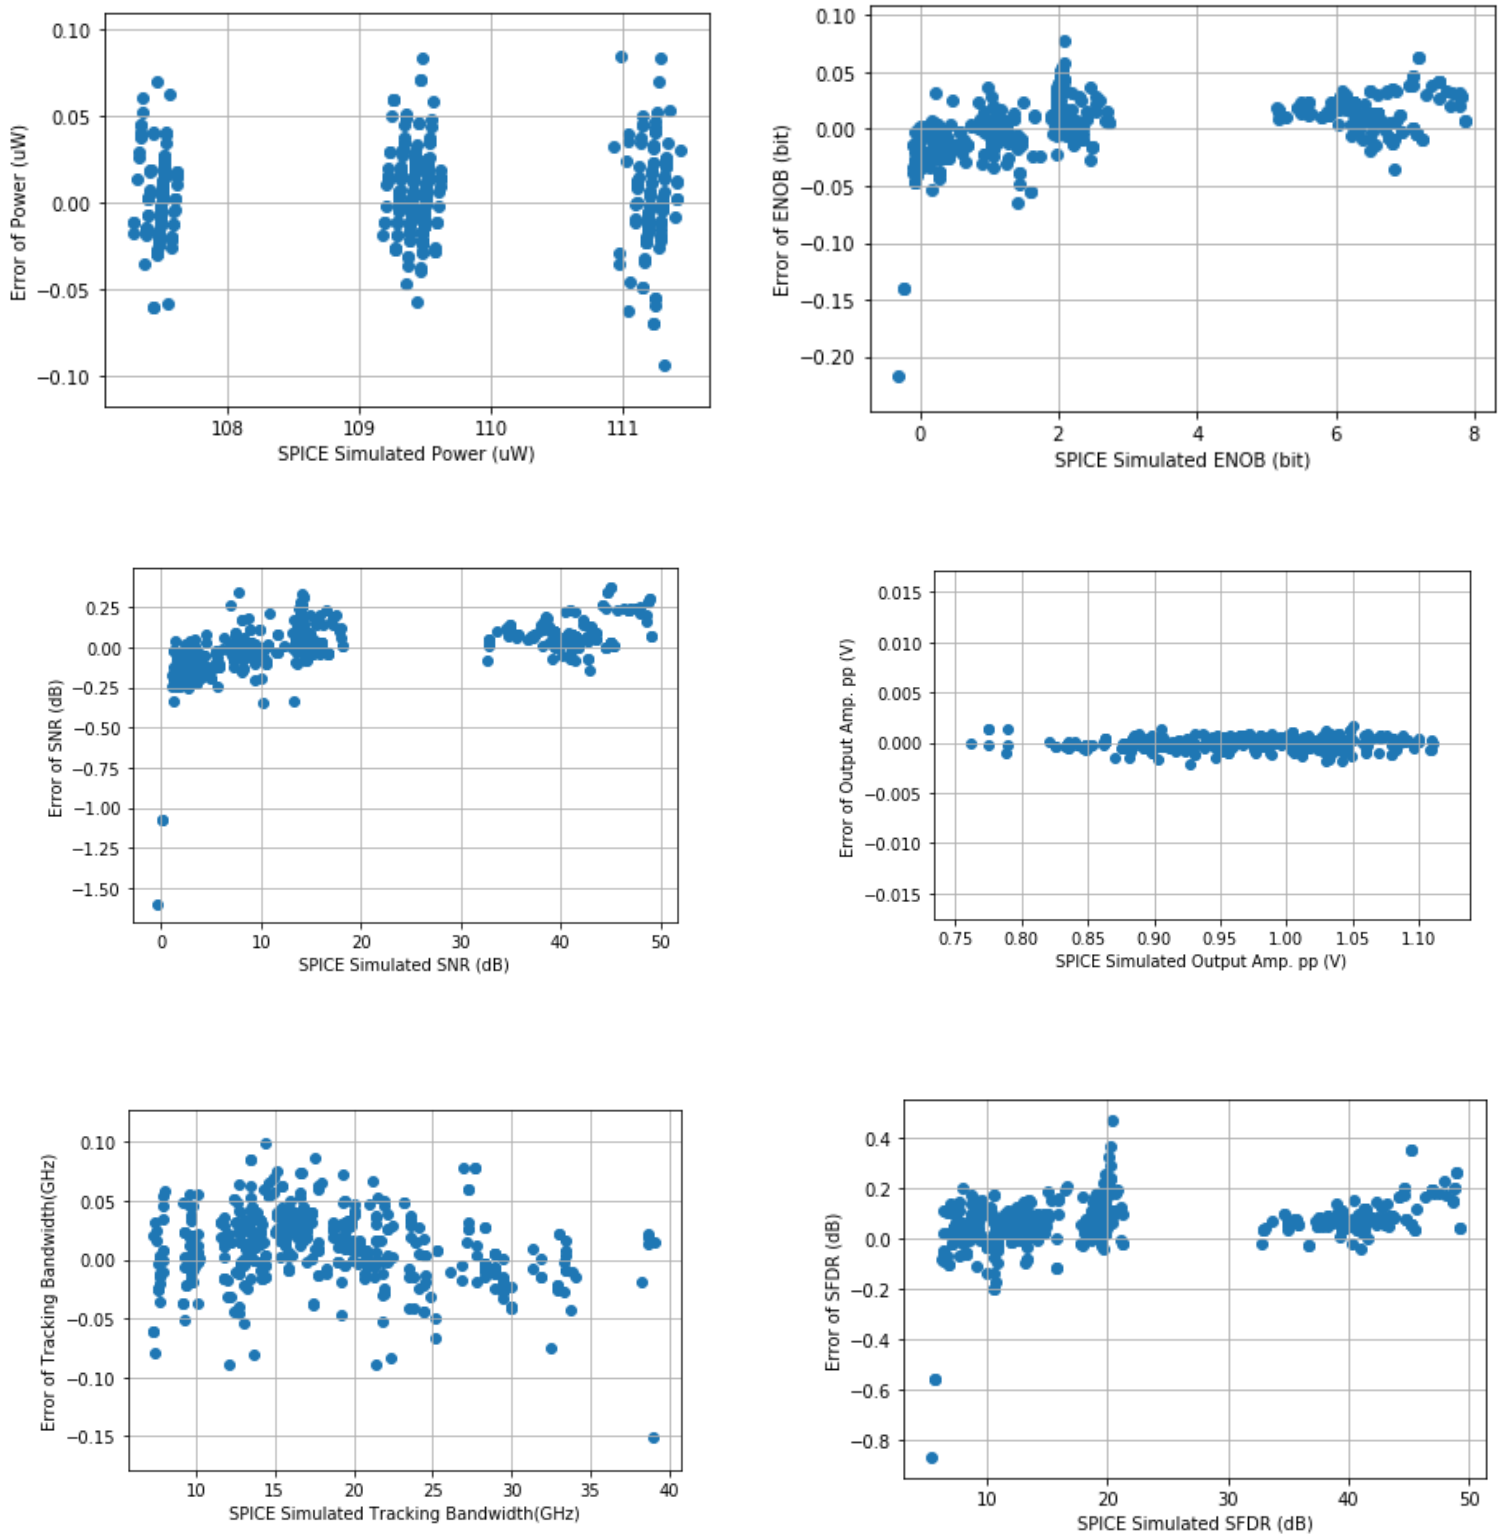 0.10
0.05
0.00
−0.05
−0.10
Error of Power (uW)
108 109 110 111
SPICE Simulated Power (uW)
0.10
0.05
0.00
−0.05
−0.10
−0.15
−0.20
Error of ENOB (bit)
0 2 4 6 8
SPICE Simulated ENOB (bit)
0.25
0.00
−0.25
−0.50
−0.75
−1.00
−1.25
−1.50
Error of SNR (dB)
0 10 20 30 40 50
SPICE Simulated SNR (dB)
0.015
0.010
0.005
0.000
−0.005
−0.010
−0.015
Error of Output Amp. pp (V)
0.75 0.80 0.85 0.90 0.95 1.00 1.05 1.10
SPICE Simulated Output Amp. pp (V)
0.10
0.05
0.00
−0.05
−0.10
−0.15
Error of Tracking Bandwidth(GHz)
10 15 20 25 30 35 40
SPICE Simulated Tracking Bandwidth(GHz)
0.4
0.2
0.0
−0.2
−0.4
−0.6
−0.8
Error of SFDR (dB)
10 20 30 40 50
SPICE Simulated SFDR (dB)